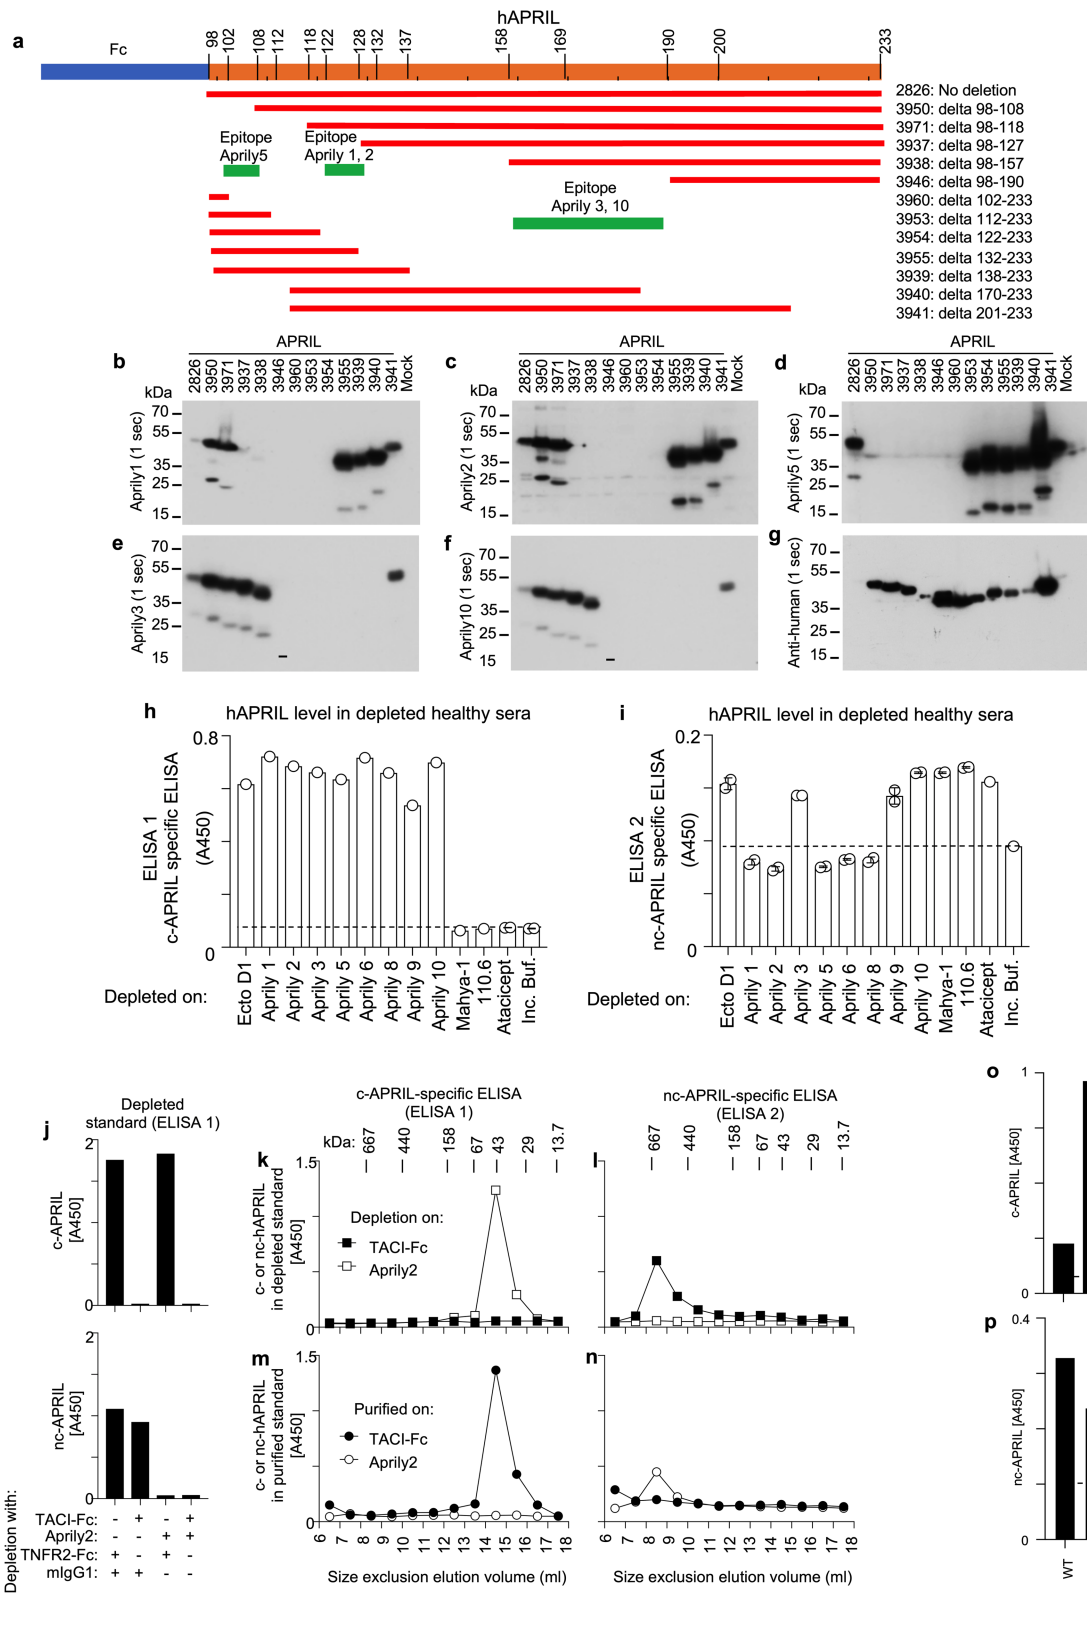 a
hAPRIL
Fc
98
102
108
112
118
122
128
132
137
158
169
190
200
233
2826: No deletion
3950: delta 98-108
3971: delta 98-118
3937: delta 98-127
3938: delta 98-157
3946: delta 98-190
3960: delta 102-233
3953: delta 112-233
3954: delta 122-233
3955: delta 132-233
3939: delta 138-233
3940: delta 170-233
3941: delta 201-233
Epitope
Aprily5
Epitope
Aprily 1, 2
Epitope
Aprily 3, 10
b
APRIL
2826
3950
3971
3937
3938
3946
3960
3953
3954
3955
3939
3940
3941
Mock
kDa
70
55
35
25
15
Aprily1 (1 sec)
c
APRIL
2826
3950
3971
3937
3938
3946
3960
3953
3954
3955
3939
3940
3941
Mock
kDa
70
55
35
25
15
Aprily2 (1 sec)
d
APRIL
2826
3950
3971
3937
3938
3946
3960
3953
3954
3955
3939
3940
3941
Mock
kDa
70
55
35
25
15
Aprily5 (1 sec)
e
70
55
35
25
15
Aprily3 (1 sec)
f
70
55
35
25
15
Aprily10 (1 sec)
g
70
55
35
25
15
Anti-human (1 sec)
h
hAPRIL level in depleted healthy sera
ELISA 1
c-APRIL specific ELISA
(A450)
0.8
0
Depleted on:
Ecto D1
Aprily 1
Aprily 2
Aprily 3
Aprily 5
Aprily 6
Aprily 8
Aprily 9
Aprily 10
Mahya-1
110.6
Atacicept
Inc. Buf.
i
hAPRIL level in depleted healthy sera
ELISA 2
nc-APRIL specific ELISA
(A450)
0.2
0
Depleted on:
Ecto D1
Aprily 1
Aprily 2
Aprily 3
Aprily 5
Aprily 6
Aprily 8
Aprily 9
Aprily 10
Mahya-1
110.6
Atacicept
Inc. Buf.
j
Depleted
standard (ELISA 1)
c-APRIL
[A450]
2
0
nc-APRIL
[A450]
2
0
Depletion with:
TACI-Fc: - + - +
Aprily2: - - + +
TNFR2-Fc: + - + -
mIgG1: + + - -
c-APRIL-specific ELISA
(ELISA 1)
nc-APRIL-specific ELISA
(ELISA 2)
kDa:
667
440
158
67
43
29
13.7
667
440
158
67
43
29
13.7
k
c- or nc-hAPRIL
in depleted standard
[A450]
1.5
0
Depletion on:
TACI-Fc
Aprily2
l
m
c- or nc-hAPRIL
in purified standard
[A450]
1.5
0
Purified on:
TACI-Fc
Aprily2
n
6 7 8 9 10 11 12 13 14 15 16 17 18
Size exclusion elution volume (ml)
6 7 8 9 10 11 12 13 14 15 16 17 18
Size exclusion elution volume (ml)
o
c-APRIL [A450]
1
0
p
nc-APRIL [A450]
0.4
0
WT